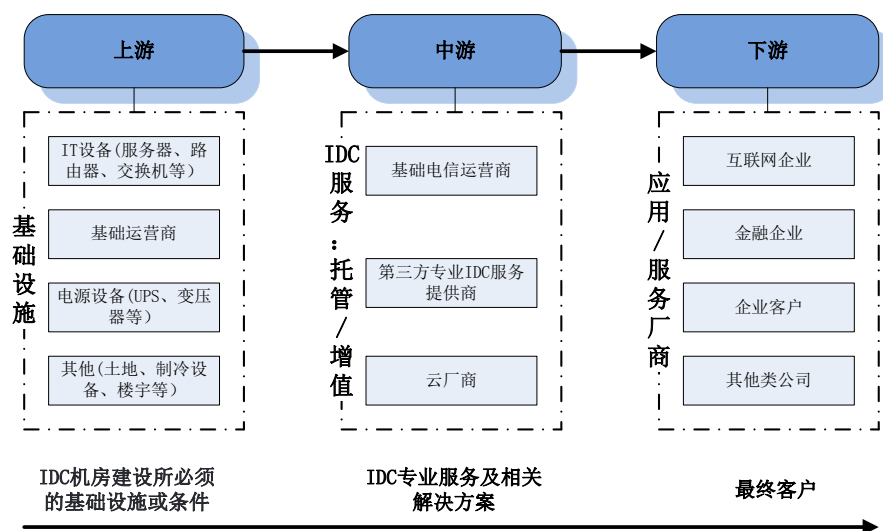 上游
中游
下游
基础设施
IT设备(服务器、路
由器、交换机等)
基础运营商
电源设备(UPS、变压
器等)
其他(土地、制冷设
备、楼宇等)
IDC服务：托管/增值
基础电信运营商
第三方专业IDC服务
提供商
云厂商
应用/服务厂商
互联网企业
金融企业
企业客户
其他类公司
IDC机房建设所必须
的基础设施或条件
IDC专业服务及相关
解决方案
最终客户